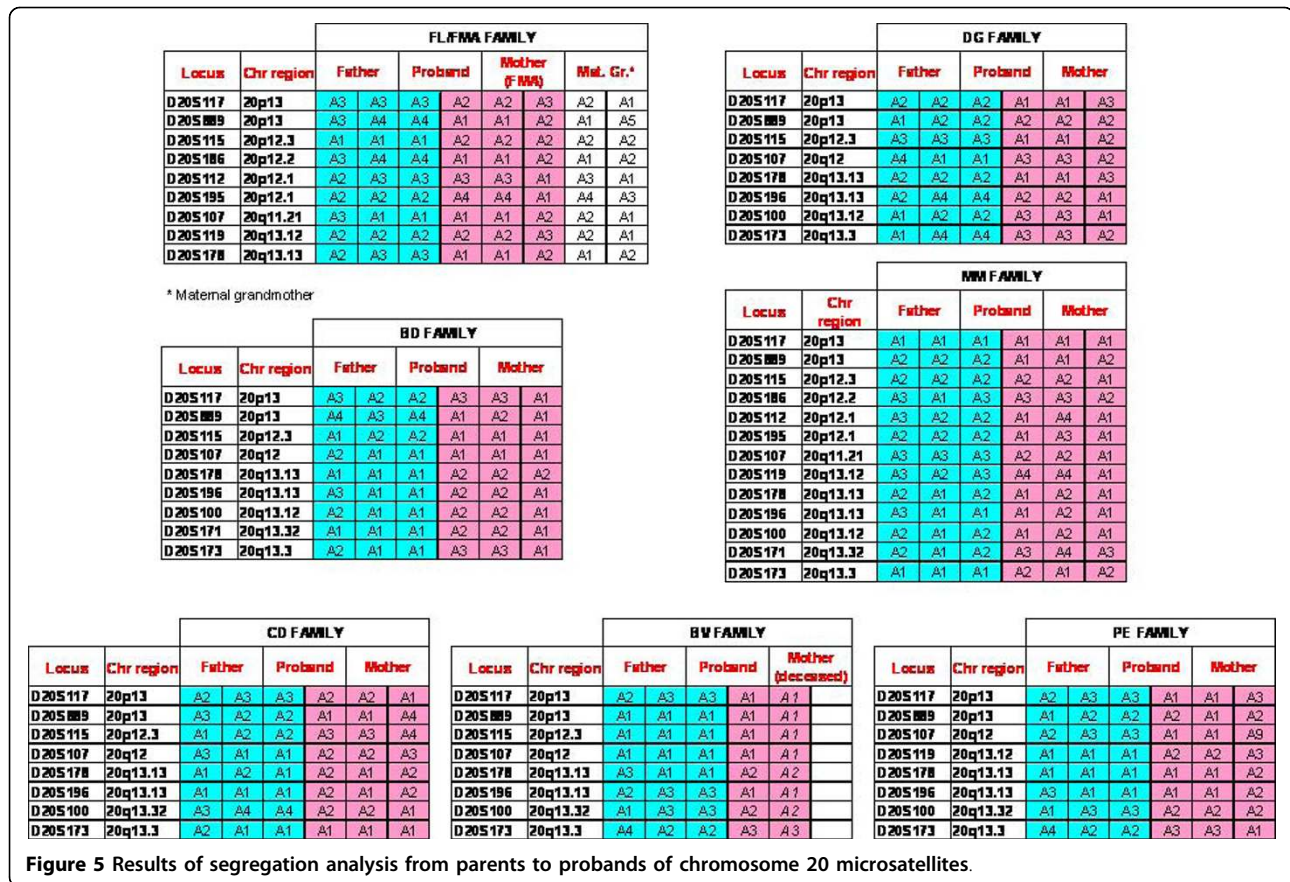 FL/FMA FAMILY
Locus Chr region Father Proband Mother (FMA) Mat. Gr.*
D20S117 20p13 A3 A3 A3 A2 A2 A3 A2 A1
D20S889 20p13 A3 A4 A4 A1 A1 A2 A1 A5
D20S115 20p12.3 A1 A1 A1 A2 A2 A2 A2 A2
D20S186 20p12.2 A3 A4 A4 A1 A1 A2 A1 A2
D20S112 20p12.1 A2 A3 A3 A3 A3 A1 A3 A1
D20S195 20p12.1 A2 A2 A2 A4 A4 A1 A4 A3
D20S107 20q11.21 A3 A1 A1 A1 A1 A2 A2 A1
D20S119 20q13.12 A2 A2 A2 A2 A2 A3 A2 A1
D20S178 20q13.13 A2 A3 A3 A1 A1 A2 A1 A2
* Maternal grandmother
DG FAMILY
Locus Chr region Father Proband Mother
D20S117 20p13 A2 A2 A2 A1 A1 A3
D20S889 20p13 A1 A2 A2 A2 A2 A2
D20S115 20p12.3 A3 A3 A3 A1 A1 A2
D20S107 20q12 A4 A1 A1 A3 A3 A2
D20S178 20q13.13 A2 A2 A2 A1 A1 A3
D20S196 20q13.13 A2 A4 A4 A2 A2 A1
D20S100 20q13.12 A1 A2 A2 A3 A3 A1
D20S173 20q13.3 A1 A4 A4 A3 A3 A2
BD FAMILY
Locus Chr region Father Proband Mother
D20S117 20p13 A3 A2 A2 A3 A3 A1
D20S889 20p13 A4 A3 A4 A1 A2 A1
D20S115 20p12.3 A1 A2 A2 A1 A1 A1
D20S107 20q12 A2 A1 A1 A1 A1 A1
D20S178 20q13.13 A1 A1 A1 A2 A2 A2
D20S196 20q13.13 A3 A1 A1 A2 A2 A1
D20S100 20q13.12 A2 A1 A1 A2 A2 A1
D20S171 20q13.32 A1 A1 A1 A2 A2 A1
D20S173 20q13.3 A2 A1 A1 A3 A3 A1
MM FAMILY
Locus Chr region Father Proband Mother
D20S117 20p13 A1 A1 A1 A1 A1 A1
D20S889 20p13 A2 A2 A2 A1 A1 A2
D20S115 20p12.3 A2 A2 A2 A2 A2 A1
D20S186 20p12.2 A3 A1 A3 A3 A3 A2
D20S112 20p12.1 A3 A2 A2 A1 A4 A1
D20S195 20p12.1 A2 A2 A2 A1 A3 A1
D20S107 20q11.21 A3 A3 A3 A2 A2 A1
D20S119 20q13.12 A3 A2 A3 A4 A4 A1
D20S178 20q13.13 A2 A1 A2 A1 A2 A1
D20S196 20q13.13 A3 A1 A1 A1 A2 A1
D20S100 20q13.12 A2 A1 A2 A1 A2 A1
D20S171 20q13.32 A2 A1 A2 A3 A4 A3
D20S173 20q13.3 A1 A1 A1 A2 A1 A2
CD FAMILY
Locus Chr region Father Proband Mother
D20S117 20p13 A2 A3 A3 A2 A2 A1
D20S889 20p13 A3 A2 A2 A1 A1 A4
D20S115 20p12.3 A1 A2 A2 A3 A3 A4
D20S107 20q12 A3 A1 A1 A2 A2 A3
D20S178 20q13.13 A1 A2 A1 A2 A1 A2
D20S196 20q13.13 A1 A1 A1 A2 A1 A2
D20S100 20q13.32 A3 A4 A4 A2 A2 A1
D20S173 20q13.3 A2 A1 A1 A1 A1 A1
BV FAMILY
Locus Chr region Father Proband Mother (deceased)
D20S117 20p13 A2 A3 A3 A1 A1
D20S889 20p13 A1 A1 A1 A1 A1
D20S115 20p12.3 A1 A1 A1 A1 A1
D20S107 20q12 A1 A1 A1 A1 A1
D20S178 20q13.13 A3 A1 A1 A2 A2
D20S196 20q13.13 A2 A3 A3 A1 A1
D20S100 20q13.32 A1 A3 A3 A2 A2
D20S173 20q13.3 A4 A2 A2 A3 A3
PE FAMILY
Locus Chr region Father Proband Mother
D20S117 20p13 A2 A3 A3 A1 A1 A3
D20S889 20p13 A1 A2 A2 A2 A1 A2
D20S107 20q12 A2 A3 A3 A1 A1 A9
D20S119 20q13.12 A1 A1 A1 A2 A2 A3
D20S178 20q13.13 A1 A1 A1 A1 A1 A2
D20S196 20q13.13 A3 A1 A1 A2 A1 A2
D20S100 20q13.32 A1 A3 A3 A2 A2 A2
D20S173 20q13.3 A4 A2 A2 A3 A3 A1
Figure 5 Results of segregation analysis from parents to probands of chromosome 20 microsatellites.